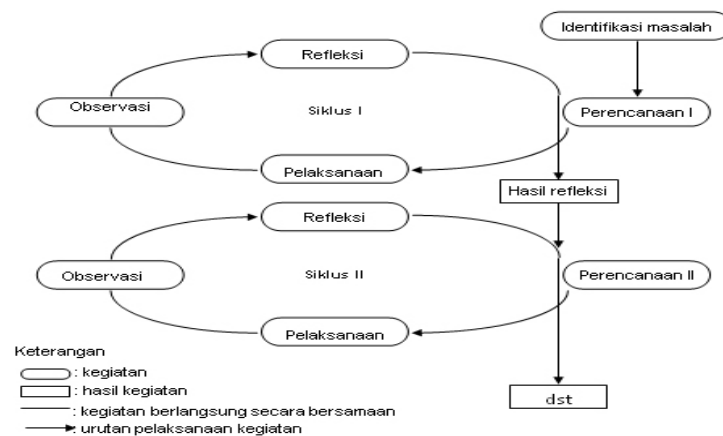 Identifikasi masalah
Refleksi
Observasi
Siklus I
Perencanaan I
Pelaksanaan
Hasil refleksi
Refleksi
Observasi
Siklus II
Perencanaan II
Pelaksanaan
Keterangan
: kegiatan
: hasil kegiatan
dst
: kegiatan berlangsung secara bersamaan
: urutan pelaksanaan kegiatan